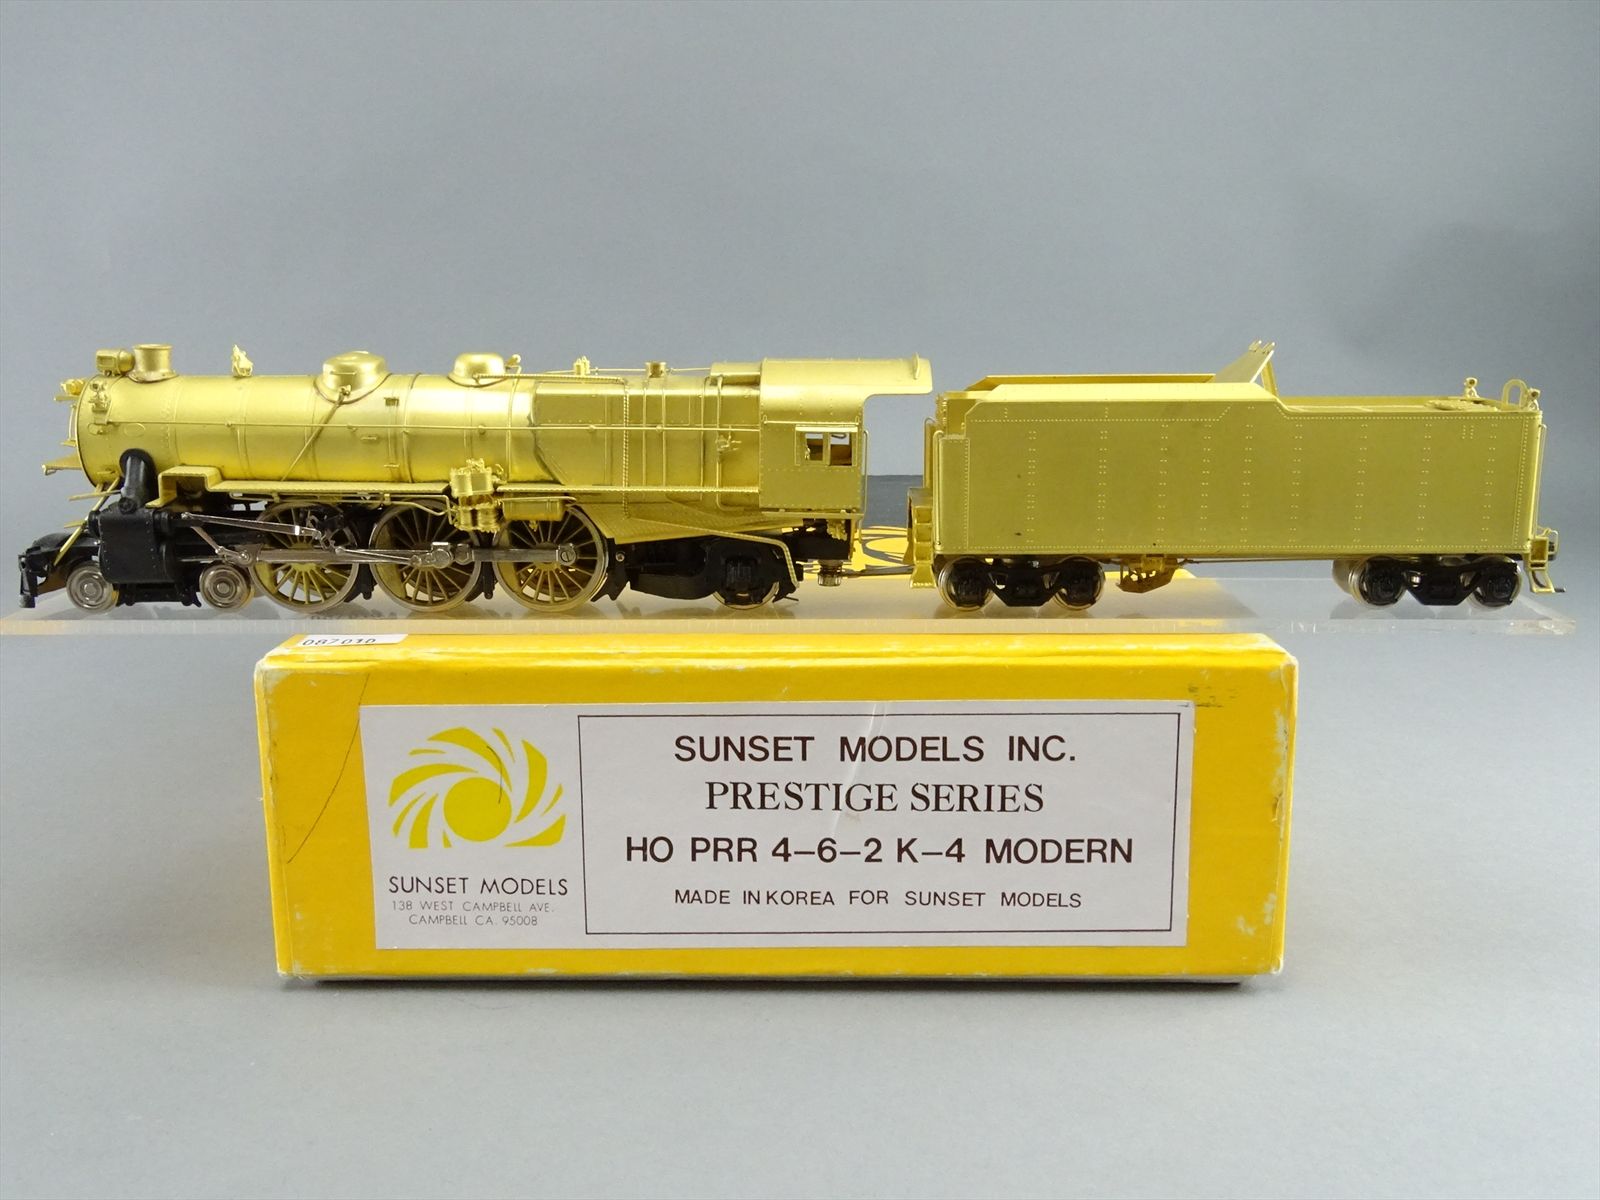 087010
SUNSET MODELS INC.
PRESTIGE SERIES
HO PRR 4-6-2 K-4 MODERN
MADE IN KOREA FOR SUNSET MODELS
SUNSET MODELS
138 WEST CAMPBELL AVE.
CAMPBELL CA. 95008